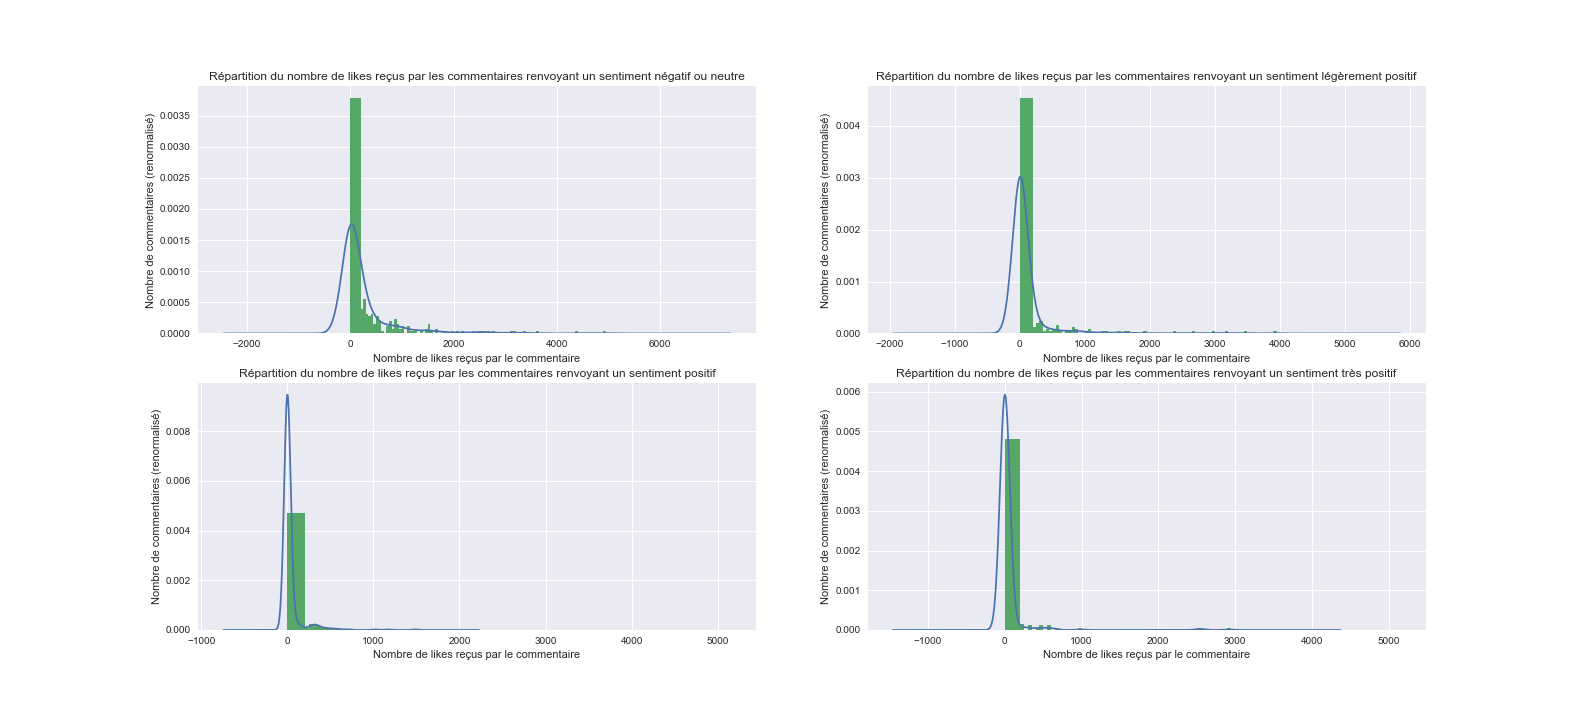 Répartition du nombre de likes reçus par les commentaires renvoyant un sentiment négatif ou neutre
Nombre de commentaires (renormalisé)
0.0035
0.0030
0.0025
0.0020
0.0015
0.0010
0.0005
0.0000
−2000 0 2000 4000 6000
Nombre de likes reçus par le commentaire
Répartition du nombre de likes reçus par les commentaires renvoyant un sentiment légèrement positif
Nombre de commentaires (renormalisé)
0.004
0.003
0.002
0.001
0.000
−2000 −1000 0 1000 2000 3000 4000 5000 6000
Nombre de likes reçus par le commentaire
Répartition du nombre de likes reçus par les commentaires renvoyant un sentiment positif
Nombre de commentaires (renormalisé)
0.008
0.006
0.004
0.002
0.000
−1000 0 1000 2000 3000 4000 5000
Nombre de likes reçus par le commentaire
Répartition du nombre de likes reçus par les commentaires renvoyant un sentiment très positif
Nombre de commentaires (renormalisé)
0.006
0.005
0.004
0.003
0.002
0.001
0.000
−1000 0 1000 2000 3000 4000 5000
Nombre de likes reçus par le commentaire